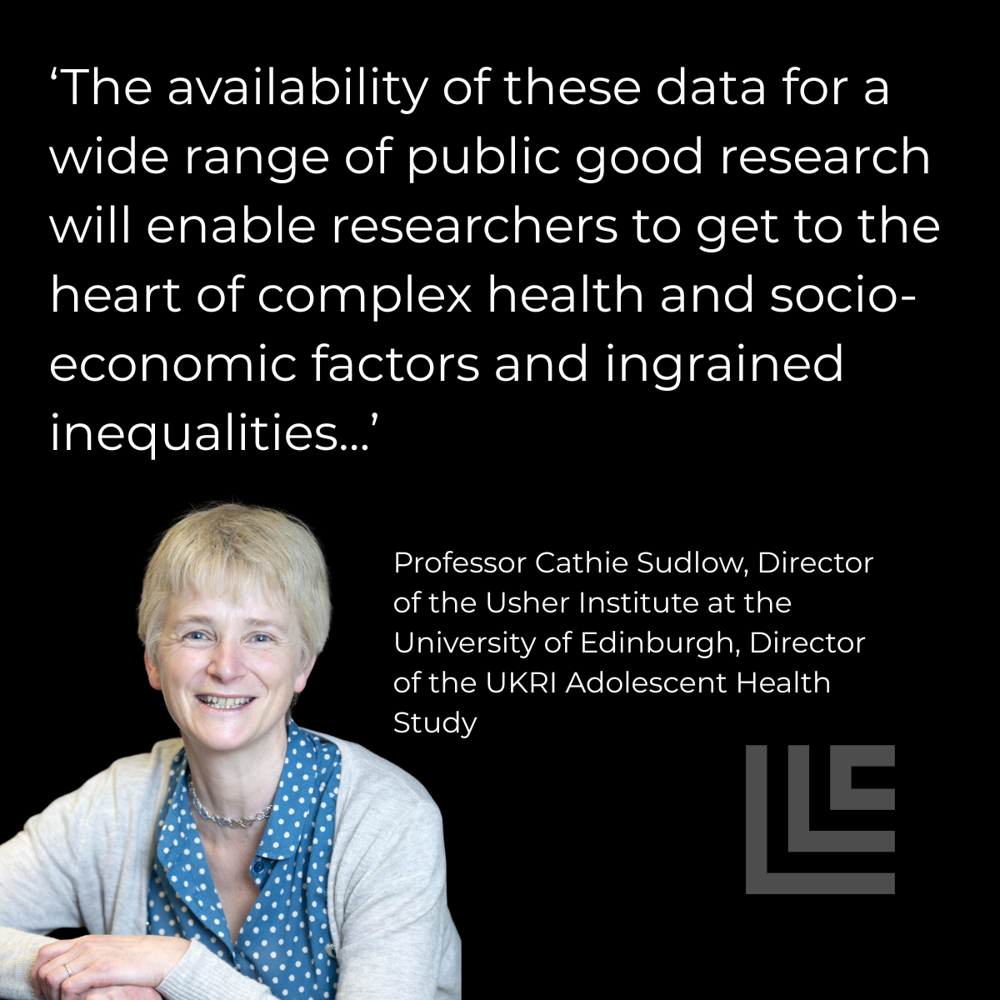 ‘The availability of these data for a
wide range of public good research
will enable researchers to get to the
heart of complex health and socio-
economic factors and ingrained
inequalities...’
Professor Cathie Sudlow, Director
of the Usher Institute at the
University of Edinburgh, Director
of the UKRI Adolescent Health
Study
LLC